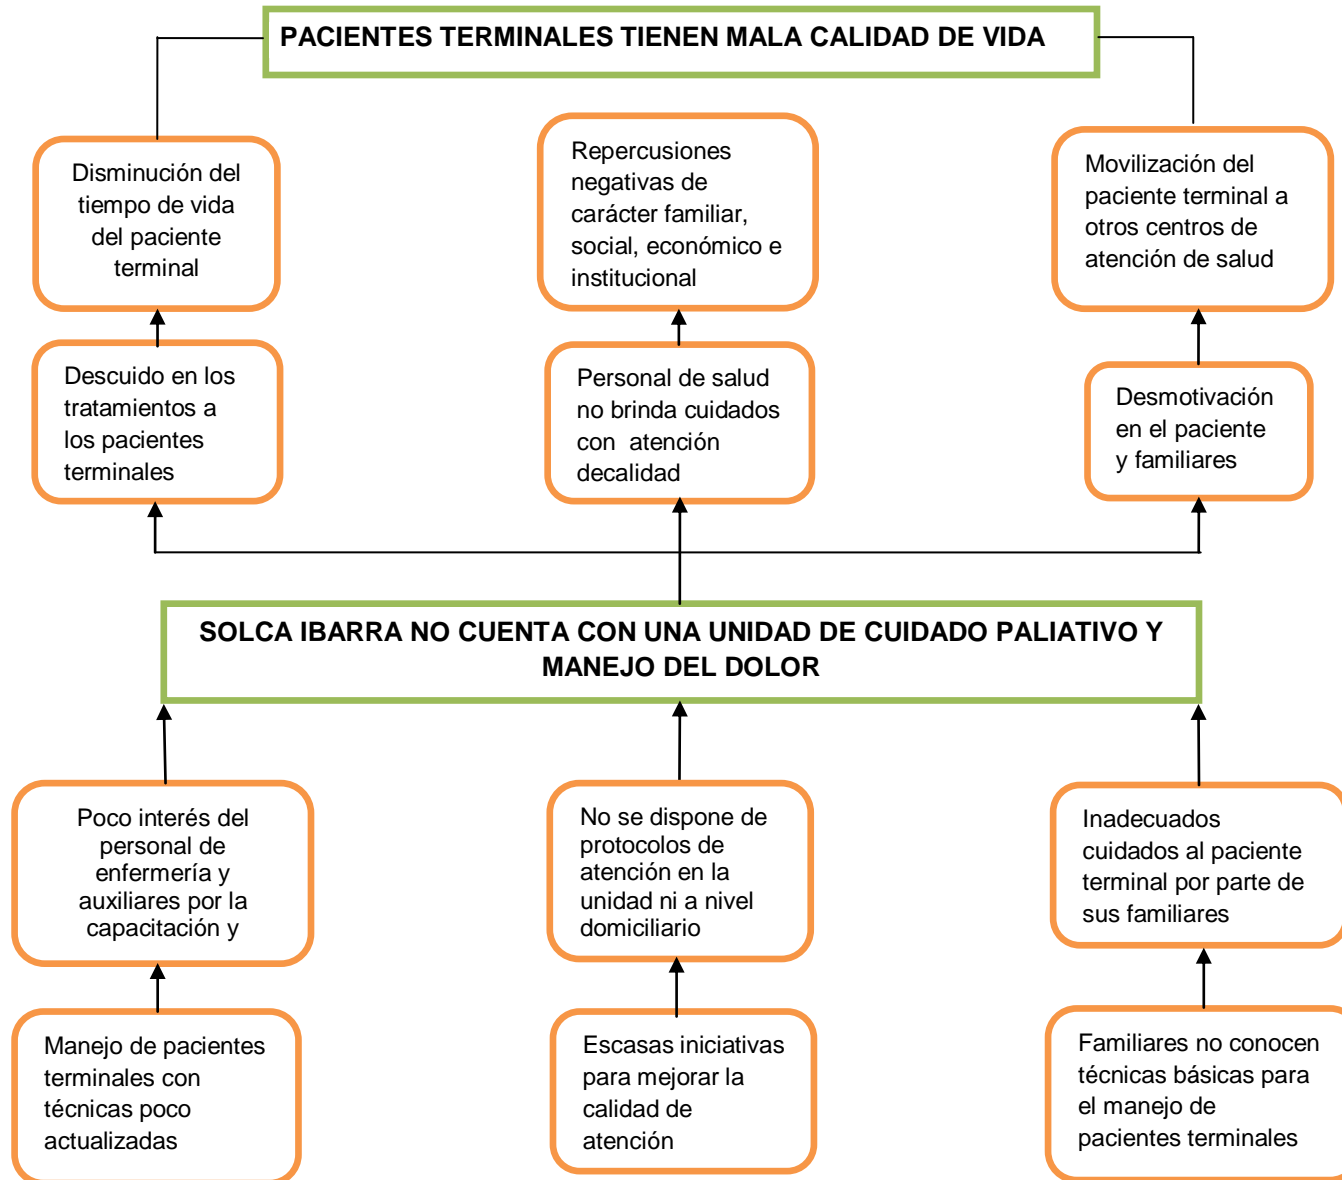 PACIENTES TERMINALES TIENEN MALA CALIDAD DE VIDA
Disminución del
tiempo de vida
del paciente
terminal
Repercusiones
negativas de
carácter familiar,
social, económico e
institucional
Movilización del
paciente terminal a
otros centros de
atención de salud
Descuido en los
tratamientos a
los pacientes
terminales
Personal de salud
no brinda cuidados
con atención
decalidad
Desmotivación
en el paciente
y familiares
SOLCA IBARRA NO CUENTA CON UNA UNIDAD DE CUIDADO PALIATIVO Y
MANEJO DEL DOLOR
Poco interés del
personal de
enfermería y
auxiliares por la
capacitación y
No se dispone de
protocolos de
atención en la
unidad ni a nivel
domiciliario
Inadecuados
cuidados al paciente
terminal por parte de
sus familiares
Manejo de pacientes
terminales con
técnicas poco
actualizadas
Escasas iniciativas
para mejorar la
calidad de
atención
Familiares no conocen
técnicas básicas para
el manejo de
pacientes terminales